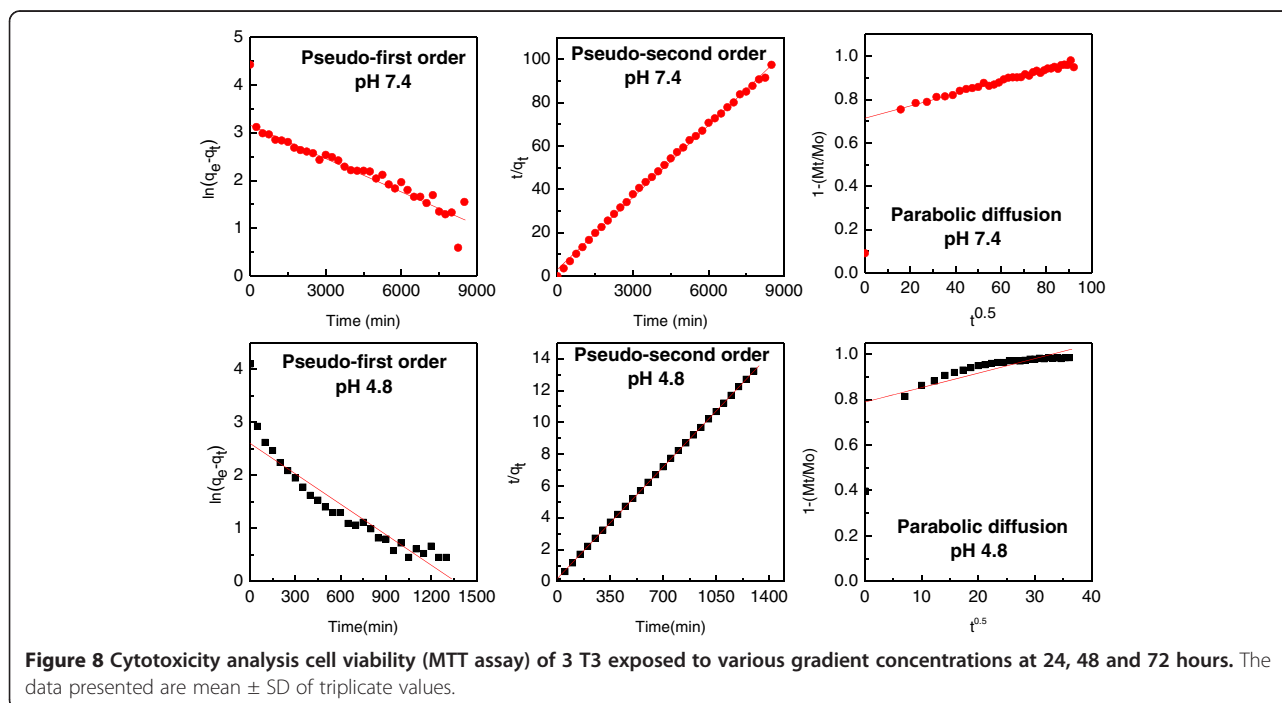 Pseudo-first order
pH 7.4
ln(qe-qt)
5
4
3
2
1
0
0 3000 6000 9000
Time (min)
Pseudo-second order
pH 7.4
t/qt
100
80
60
40
20
0
0 3000 6000 9000
Time (min)
1-(Mt/Mo)
1.0
0.8
0.6
0.4
0.2
0.0
Parabolic diffusion
pH 7.4
0 20 40 60 80 100
t0.5
Pseudo-first order
pH 4.8
ln(qe-qt)
4
3
2
1
0
0 300 600 900 1200 1500
Time(min)
Pseudo-second order
pH 4.8
t/qt
14
12
10
8
6
4
2
0
0 350 700 1050 1400
Time(min)
1-(Mt/Mo)
1.0
0.8
0.6
0.4
0.2
0.0
Parabolic diffusion
pH 4.8
0 20 40
t0.5
Figure 8 Cytotoxicity analysis cell viability (MTT assay) of 3 T3 exposed to various gradient concentrations at 24, 48 and 72 hours. The
data presented are mean ± SD of triplicate values.